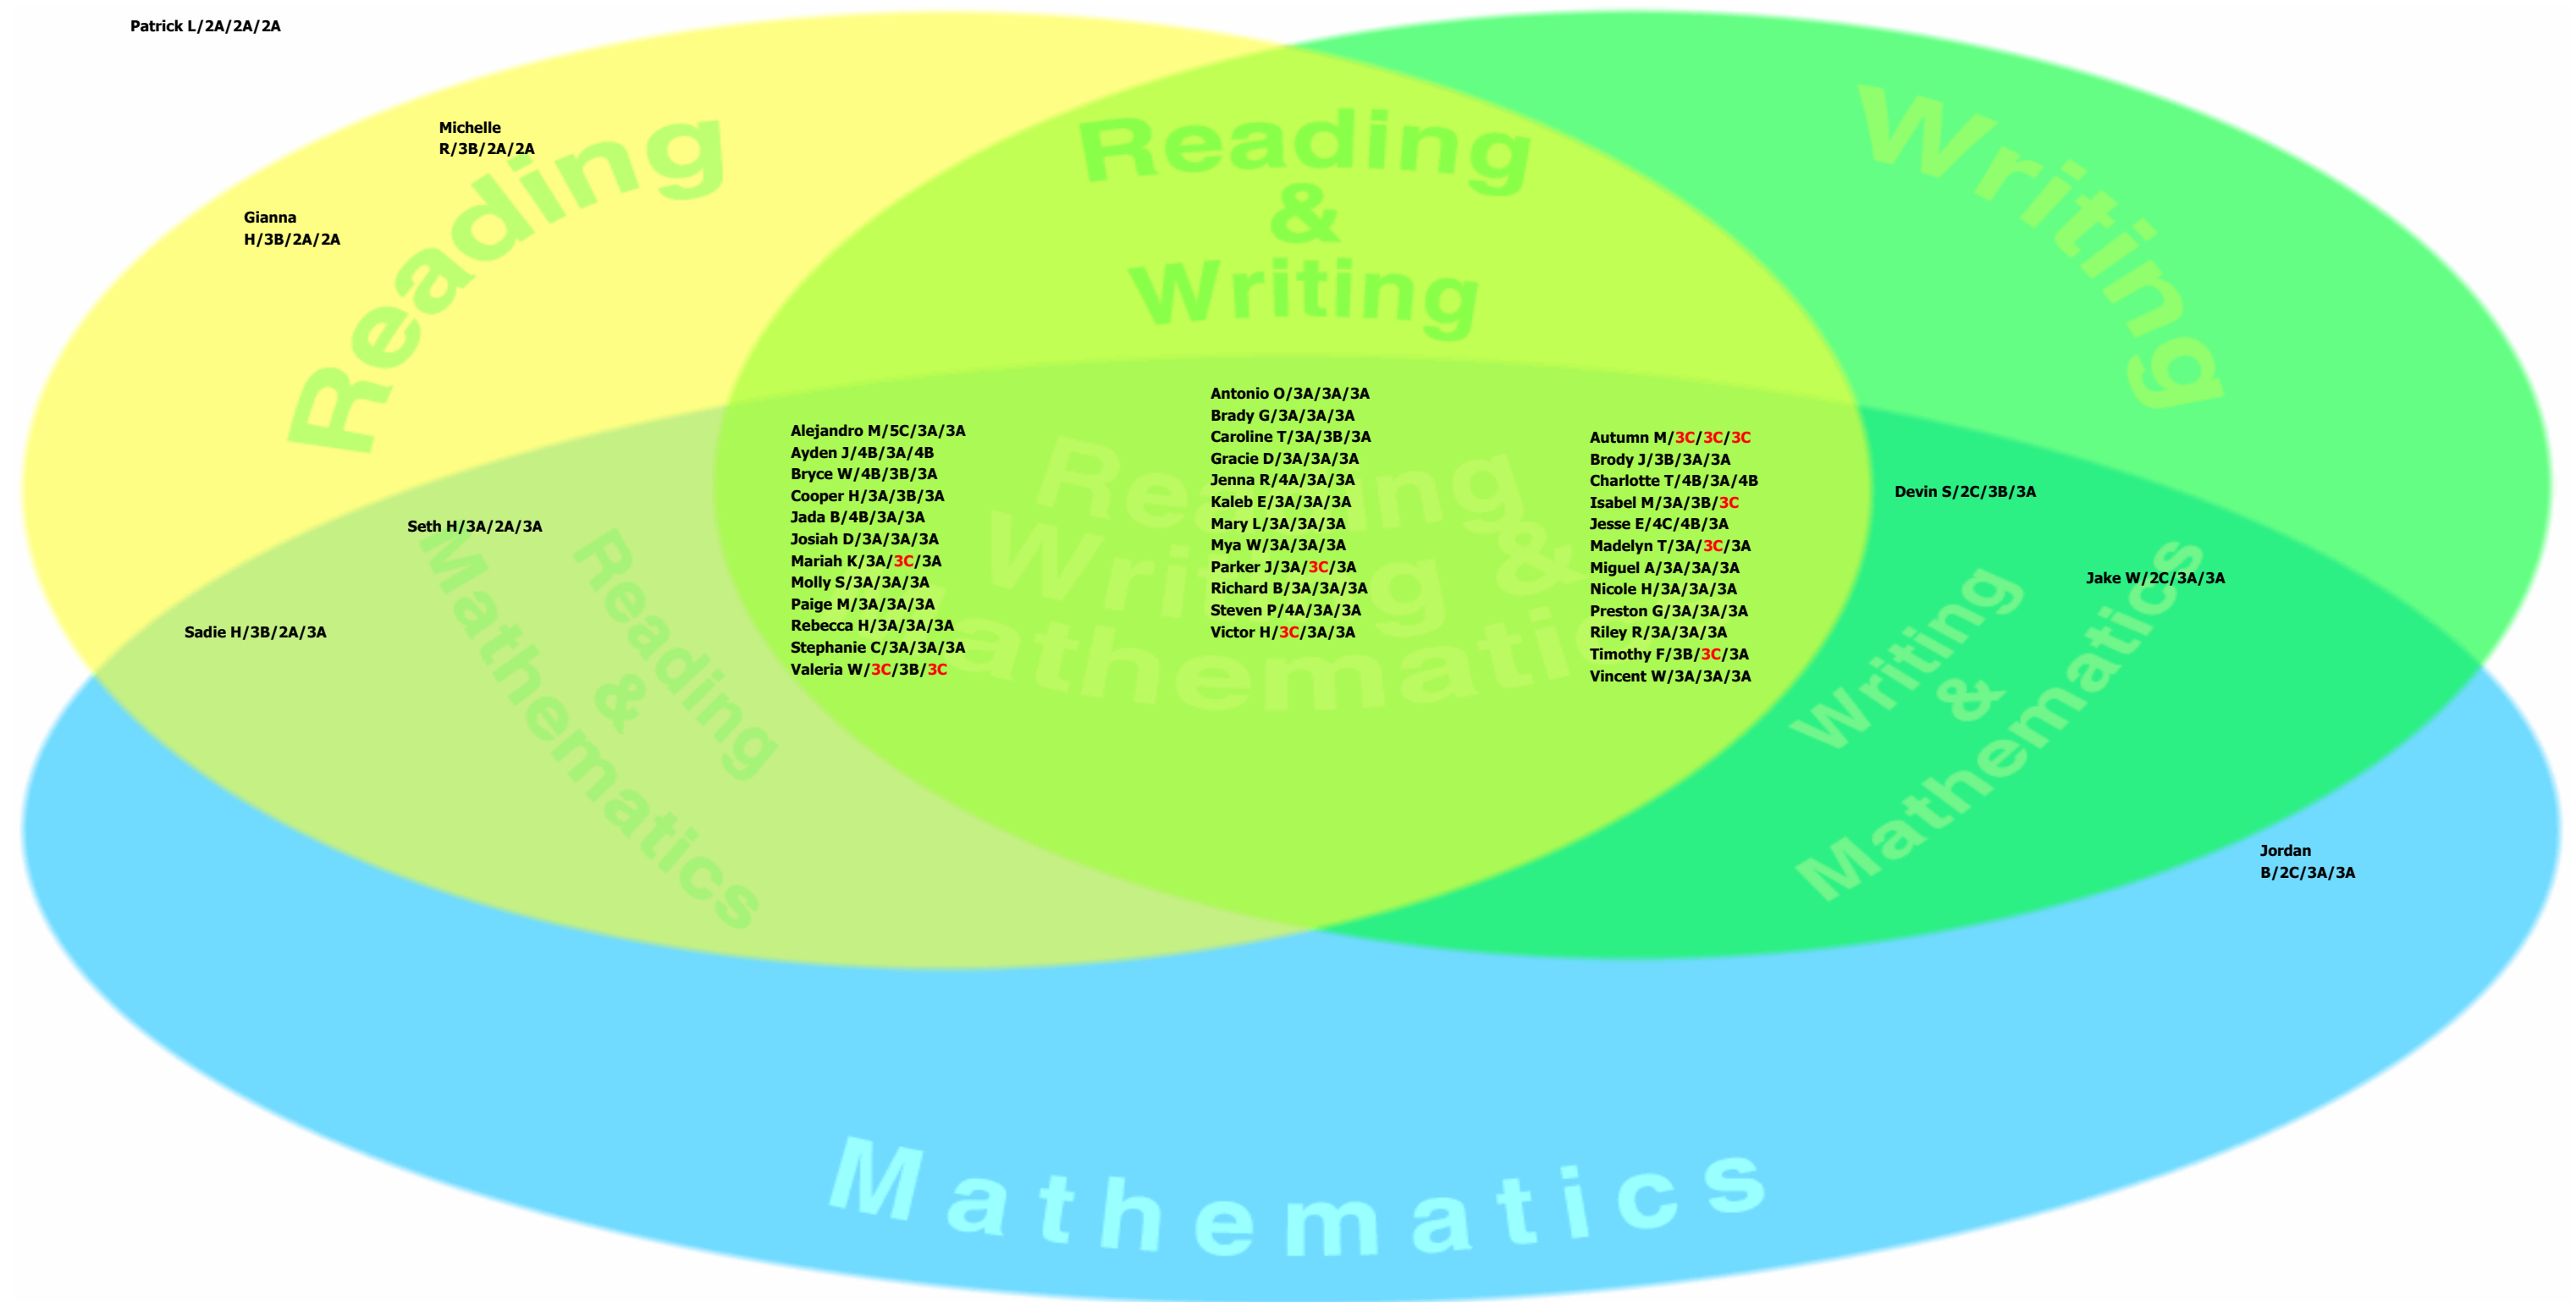 Patrick L/2A/2A/2A
Michelle
R/3B/2A/2A
Gianna
H/3B/2A/2A
Reading
Reading
&
Writing
Writing
Seth H/3A/2A/3A
Sadie H/3B/2A/3A
Reading
&
Mathematics
Alejandro M/5C/3A/3A
Ayden J/4B/3A/4B
Bryce W/4B/3B/3A
Cooper H/3A/3B/3A
Jada B/4B/3A/3A
Josiah D/3A/3A/3A
Mariah K/3A/3C/3A
Molly S/3A/3A/3A
Paige M/3A/3A/3A
Rebecca H/3A/3A/3A
Stephanie C/3A/3A/3A
Valeria W/3C/3B/3C
Antonio O/3A/3A/3A
Brady G/3A/3A/3A
Caroline T/3A/3B/3A
Gracie D/3A/3A/3A
Jenna R/4A/3A/3A
Kaleb E/3A/3A/3A
Mary L/3A/3A/3A
Mya W/3A/3A/3A
Parker J/3A/3C/3A
Richard B/3A/3A/3A
Steven P/4A/3A/3A
Victor H/3C/3A/3A
Autumn M/3C/3C/3C
Brody J/3B/3A/3A
Charlotte T/4B/3A/4B
Isabel M/3A/3B/3C
Jesse E/4C/4B/3A
Madelyn T/3A/3C/3A
Miguel A/3A/3A/3A
Nicole H/3A/3A/3A
Preston G/3A/3A/3A
Riley R/3A/3A/3A
Timothy F/3B/3C/3A
Vincent W/3A/3A/3A
Reading
Writing &
Mathematics
Devin S/2C/3B/3A
Jake W/2C/3A/3A
Writing
&
Mathematics
Jordan
B/2C/3A/3A
Mathematics